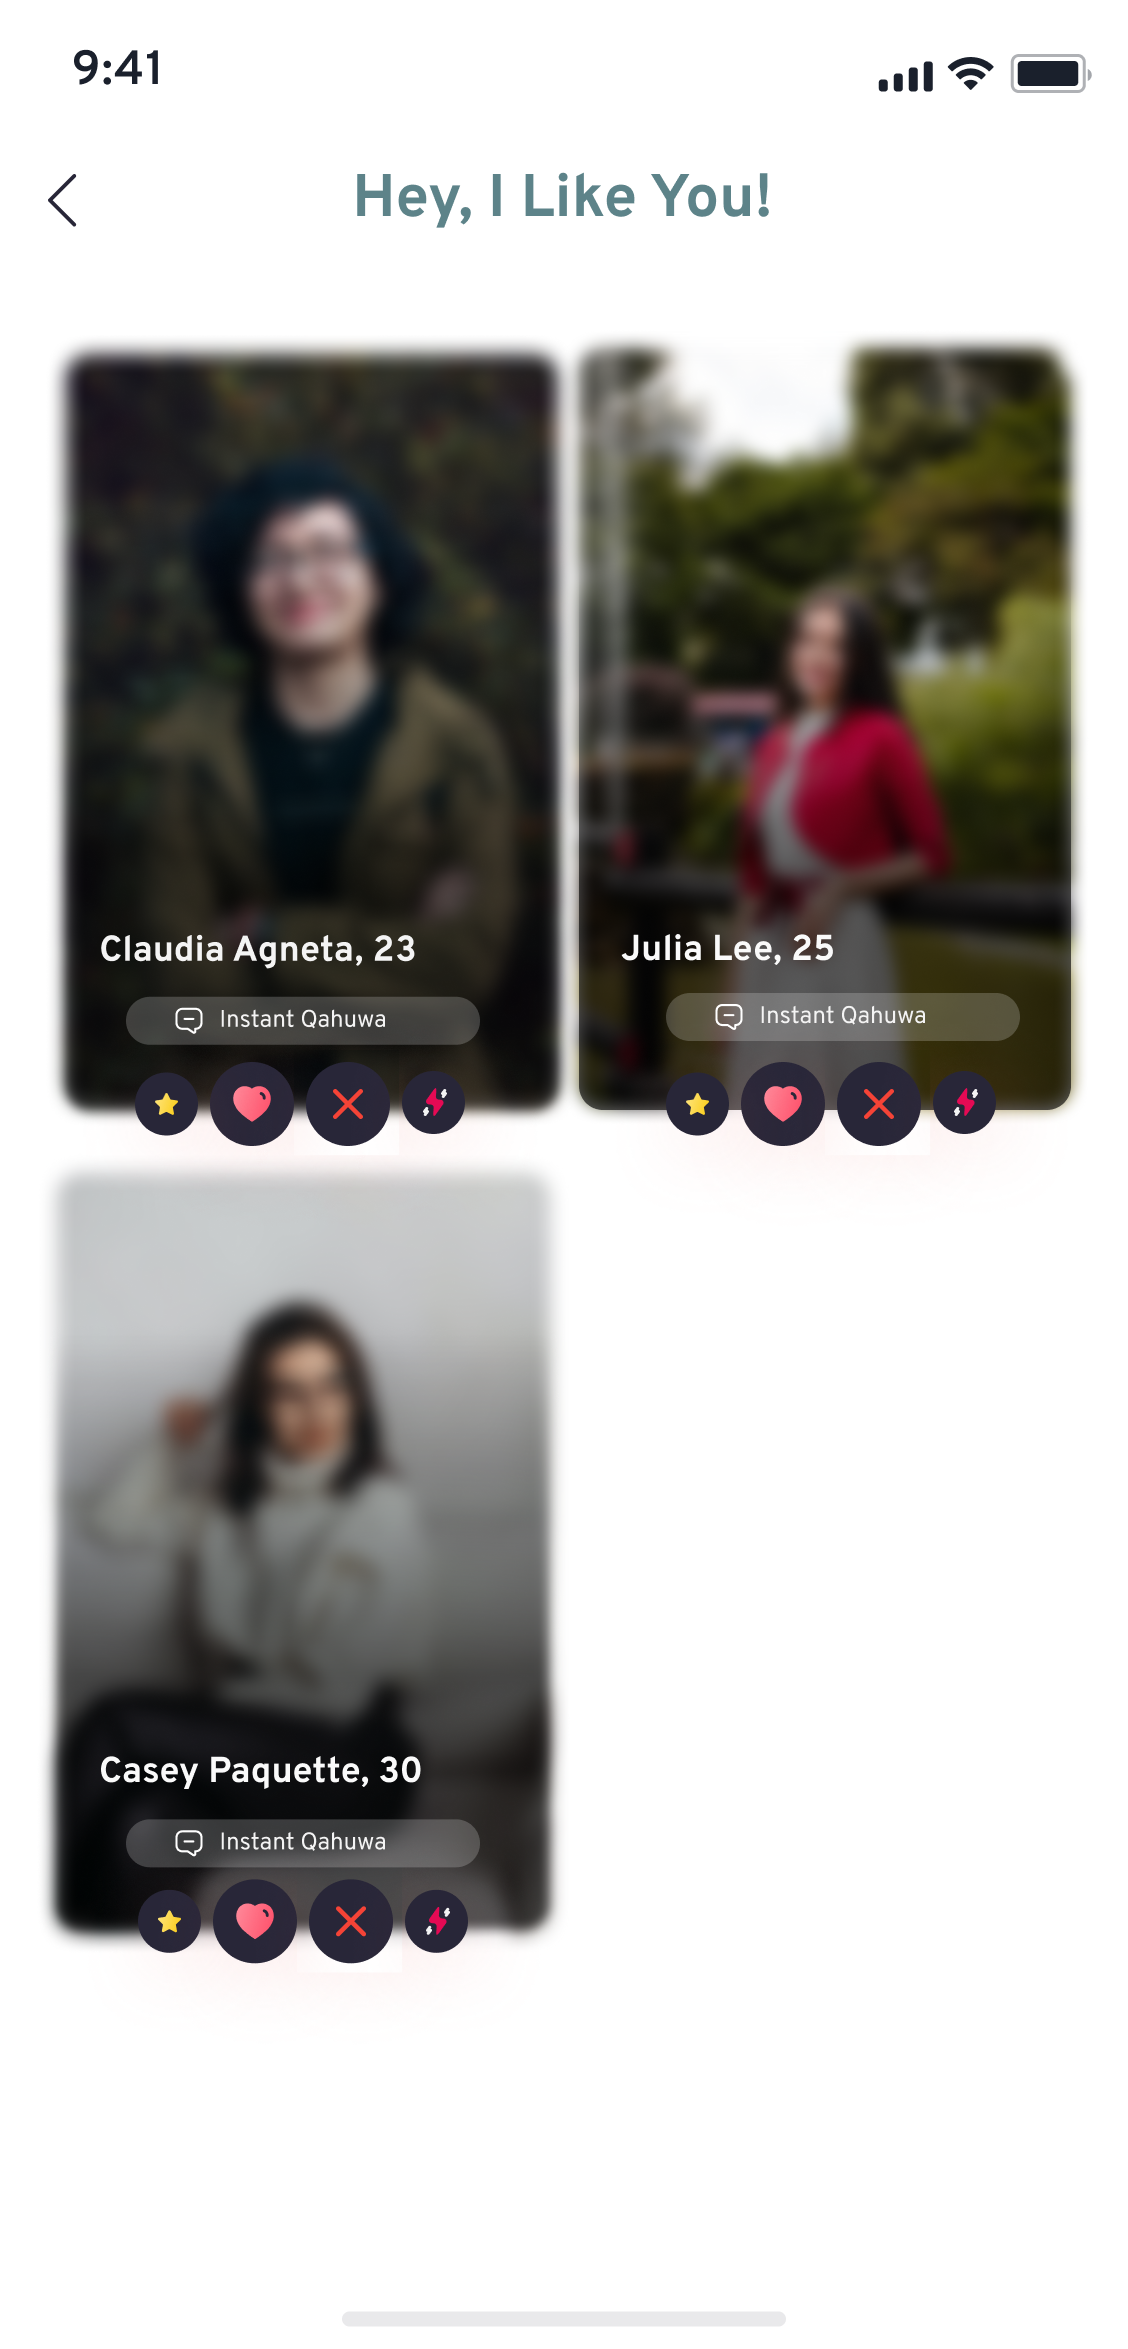 9:41
Hey, I Like You!
Claudia Agneta, 23
Instant Qahuwa
Julia Lee, 25
Instant Qahuwa
Casey Paquette, 30
Instant Qahuwa